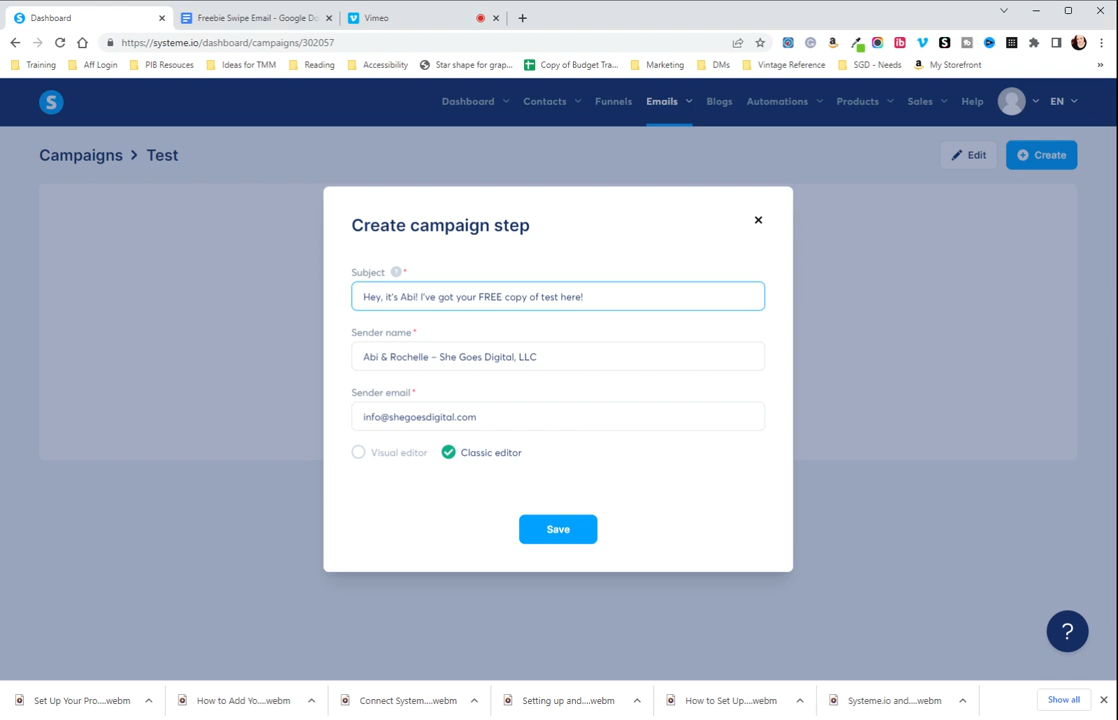 Dashboard
Freebie Swipe Email - Google Do
Vimeo
https://systeme.io/dashboard/campaigns/302057
Training
Aff Login
PIB Resouces
Ideas for TMM
Reading
Accessibility
Star shape for grap...
Copy of Budget Tra...
Marketing
DMs
Vintage Reference
SGD - Needs
My Storefront
»
S
Dashboard
Contacts
Funnels
Emails
Blogs
Automations
Products
Sales
Help
EN
Campaigns > Test
Edit
Create
Create campaign step
Subject ? *
Hey, it's Abi! I've got your FREE copy of test here!
Sender name *
Abi & Rochelle – She Goes Digital, LLC
Sender email *
info@shegoesdigital.com
Visual editor
Classic editor
Save
?
Set Up Your Pro....webm
How to Add Yo....webm
Connect System....webm
Setting up and....webm
How to Set Up....webm
Systeme.io and....webm
Show all